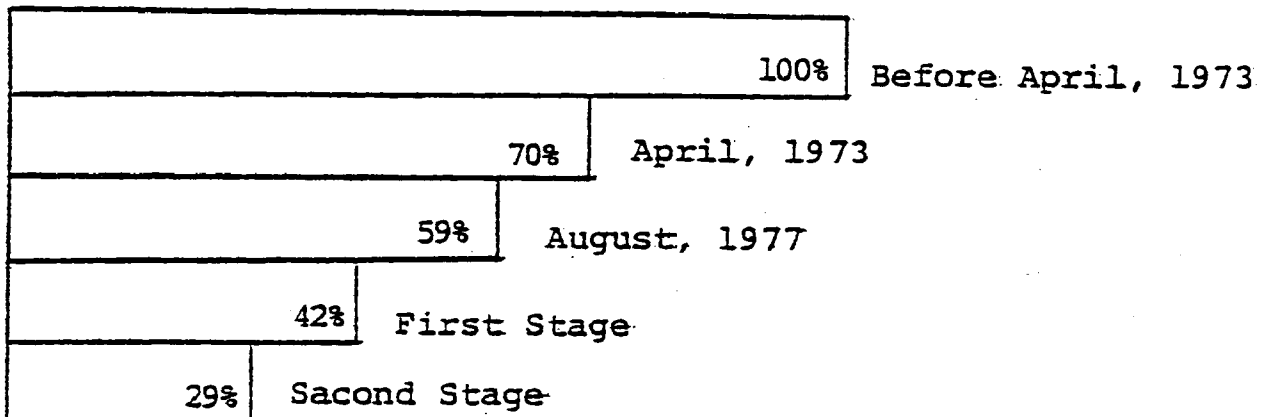 100% Before April, 1973
70% April, 1973
59% August, 1977
42% First Stage
29% Sacond Stage